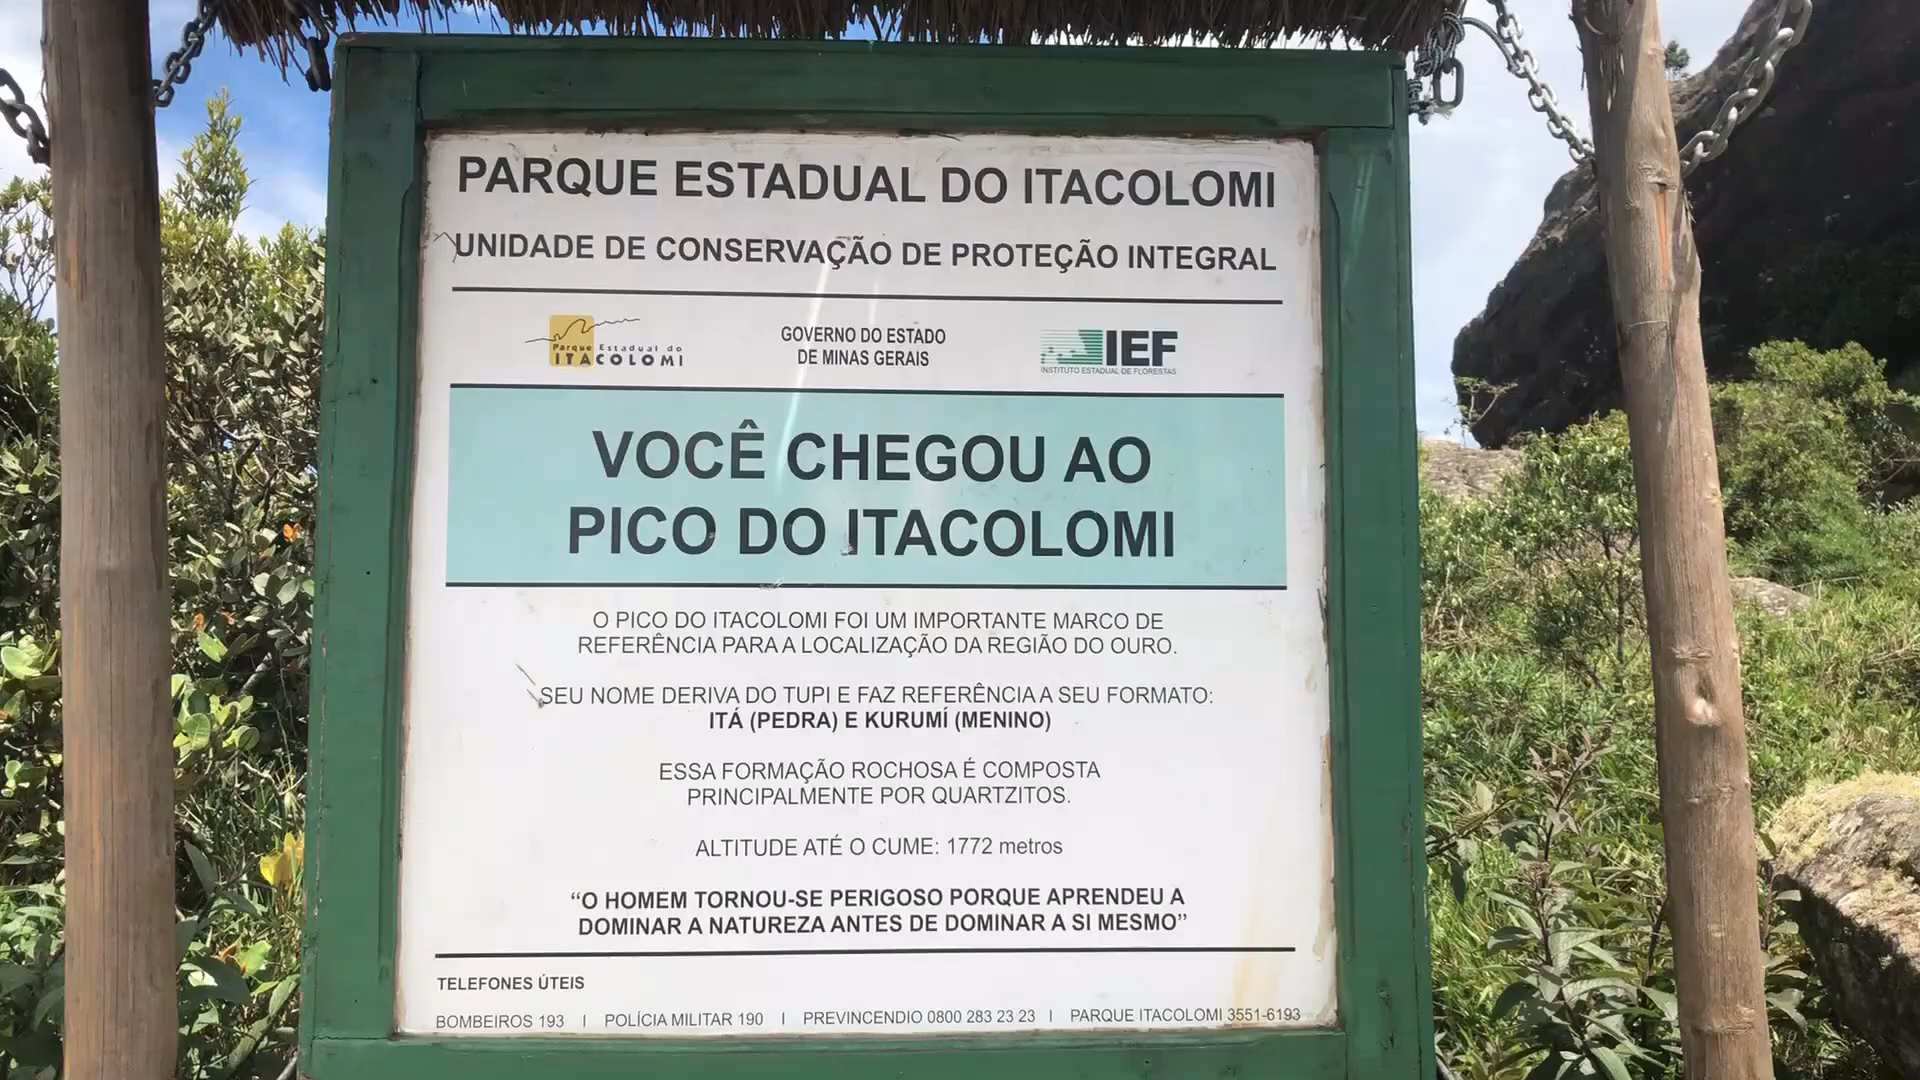 PARQUE ESTADUAL DO ITACOLOMI
UNIDADE DE CONSERVAÇÃO DE PROTEÇÃO INTEGRAL
Parque Estadual do
ITACOLOMI
GOVERNO DO ESTADO
DE MINAS GERAIS
IEF
INSTITUTO ESTADUAL DE FLORESTAS
VOCÊ CHEGOU AO
PICO DO ITACOLOMI
O PICO DO ITACOLOMI FOI UM IMPORTANTE MARCO DE
REFERÊNCIA PARA A LOCALIZAÇÃO DA REGIÃO DO OURO.
SEU NOME DERIVA DO TUPI E FAZ REFERÊNCIA A SEU FORMATO:
ITÁ (PEDRA) E KURUMÍ (MENINO)
ESSA FORMAÇÃO ROCHOSA É COMPOSTA
PRINCIPALMENTE POR QUARTZITOS.
ALTITUDE ATÉ O CUME: 1772 metros
“O HOMEM TORNOU-SE PERIGOSO PORQUE APRENDEU A
DOMINAR A NATUREZA ANTES DE DOMINAR A SI MESMO”
TELEFONES ÚTEIS
BOMBEIROS 193 I POLÍCIA MILITAR 190 I PREVINCENDIO 0800 283 23 23 I PARQUE ITACOLOMI 3551-6193